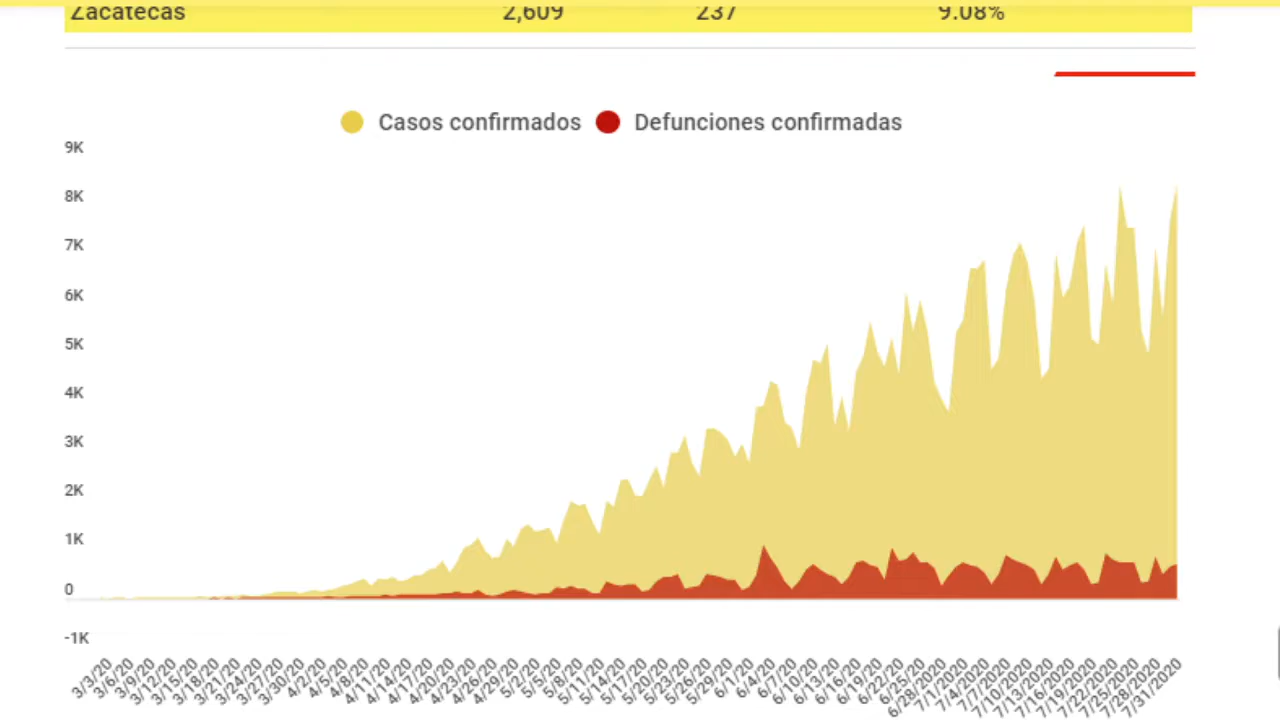 Zacatecas 2,609 237 9.08%
Casos confirmados Defunciones confirmadas
9K
8K
7K
6K
5K
4K
3K
2K
1K
0
-1K
3/3/20 3/6/20 3/9/20 3/12/20 3/15/20 3/18/20 3/21/20 3/24/20 3/27/20 3/30/20 4/2/20 4/5/20 4/8/20 4/11/20 4/14/20 4/17/20 4/20/20 4/23/20 4/26/20 4/29/20 5/2/20 5/5/20 5/8/20 5/11/20 5/14/20 5/17/20 5/20/20 5/23/20 5/26/20 5/29/20 6/1/20 6/4/20 6/7/20 6/10/20 6/13/20 6/16/20 6/19/20 6/22/20 6/25/20 6/28/2020 7/1/2020 7/4/2020 7/7/2020 7/10/2020 7/13/2020 7/16/2020 7/19/2020 7/22/2020 7/25/2020 7/28/2020 7/31/2020